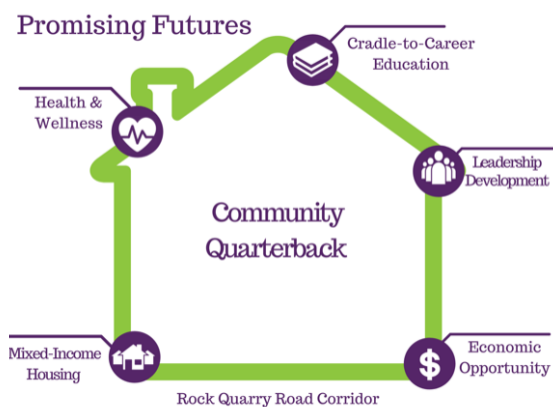 Promising Futures
Cradle-to-Career
Education
Health &
Wellness
Leadership
Development
Community
Quarterback
Mixed-Income
Housing
$
Economic
Opportunity
Rock Quarry Road Corridor